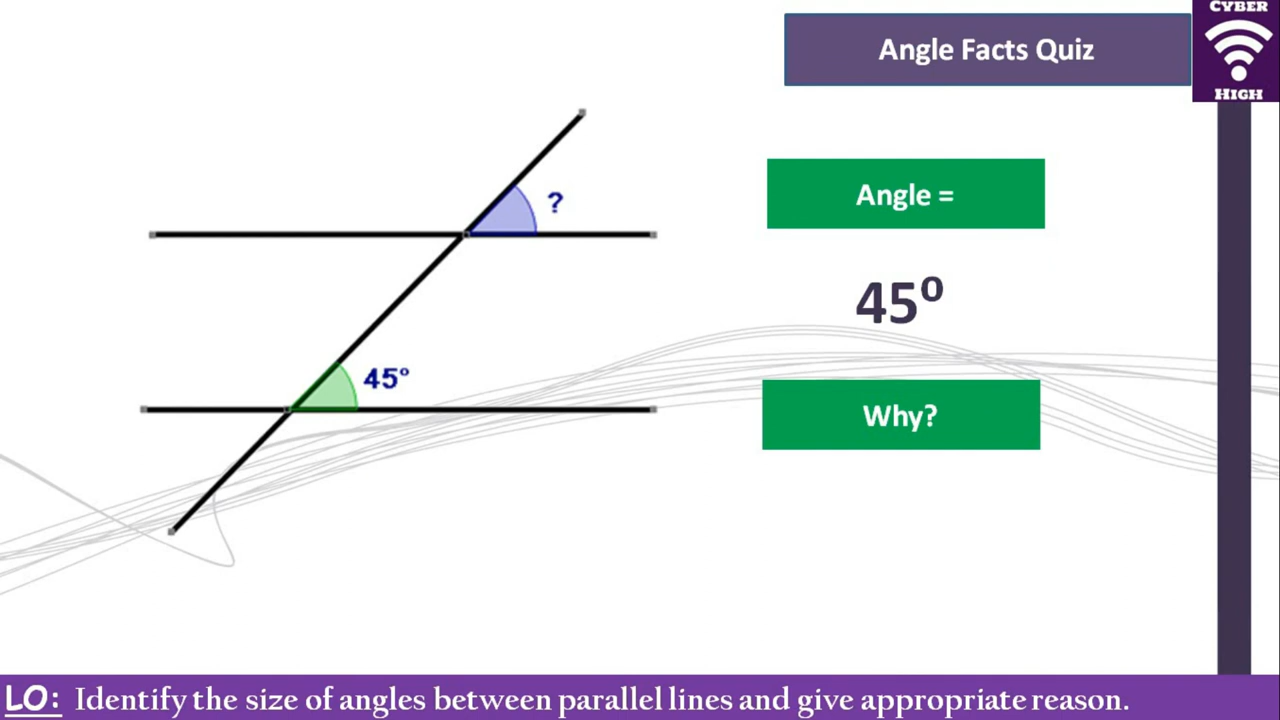 CYBER
HIGH
Angle Facts Quiz
Angle =
?
45º
45°
Why?
LO: Identify the size of angles between parallel lines and give appropriate reason.